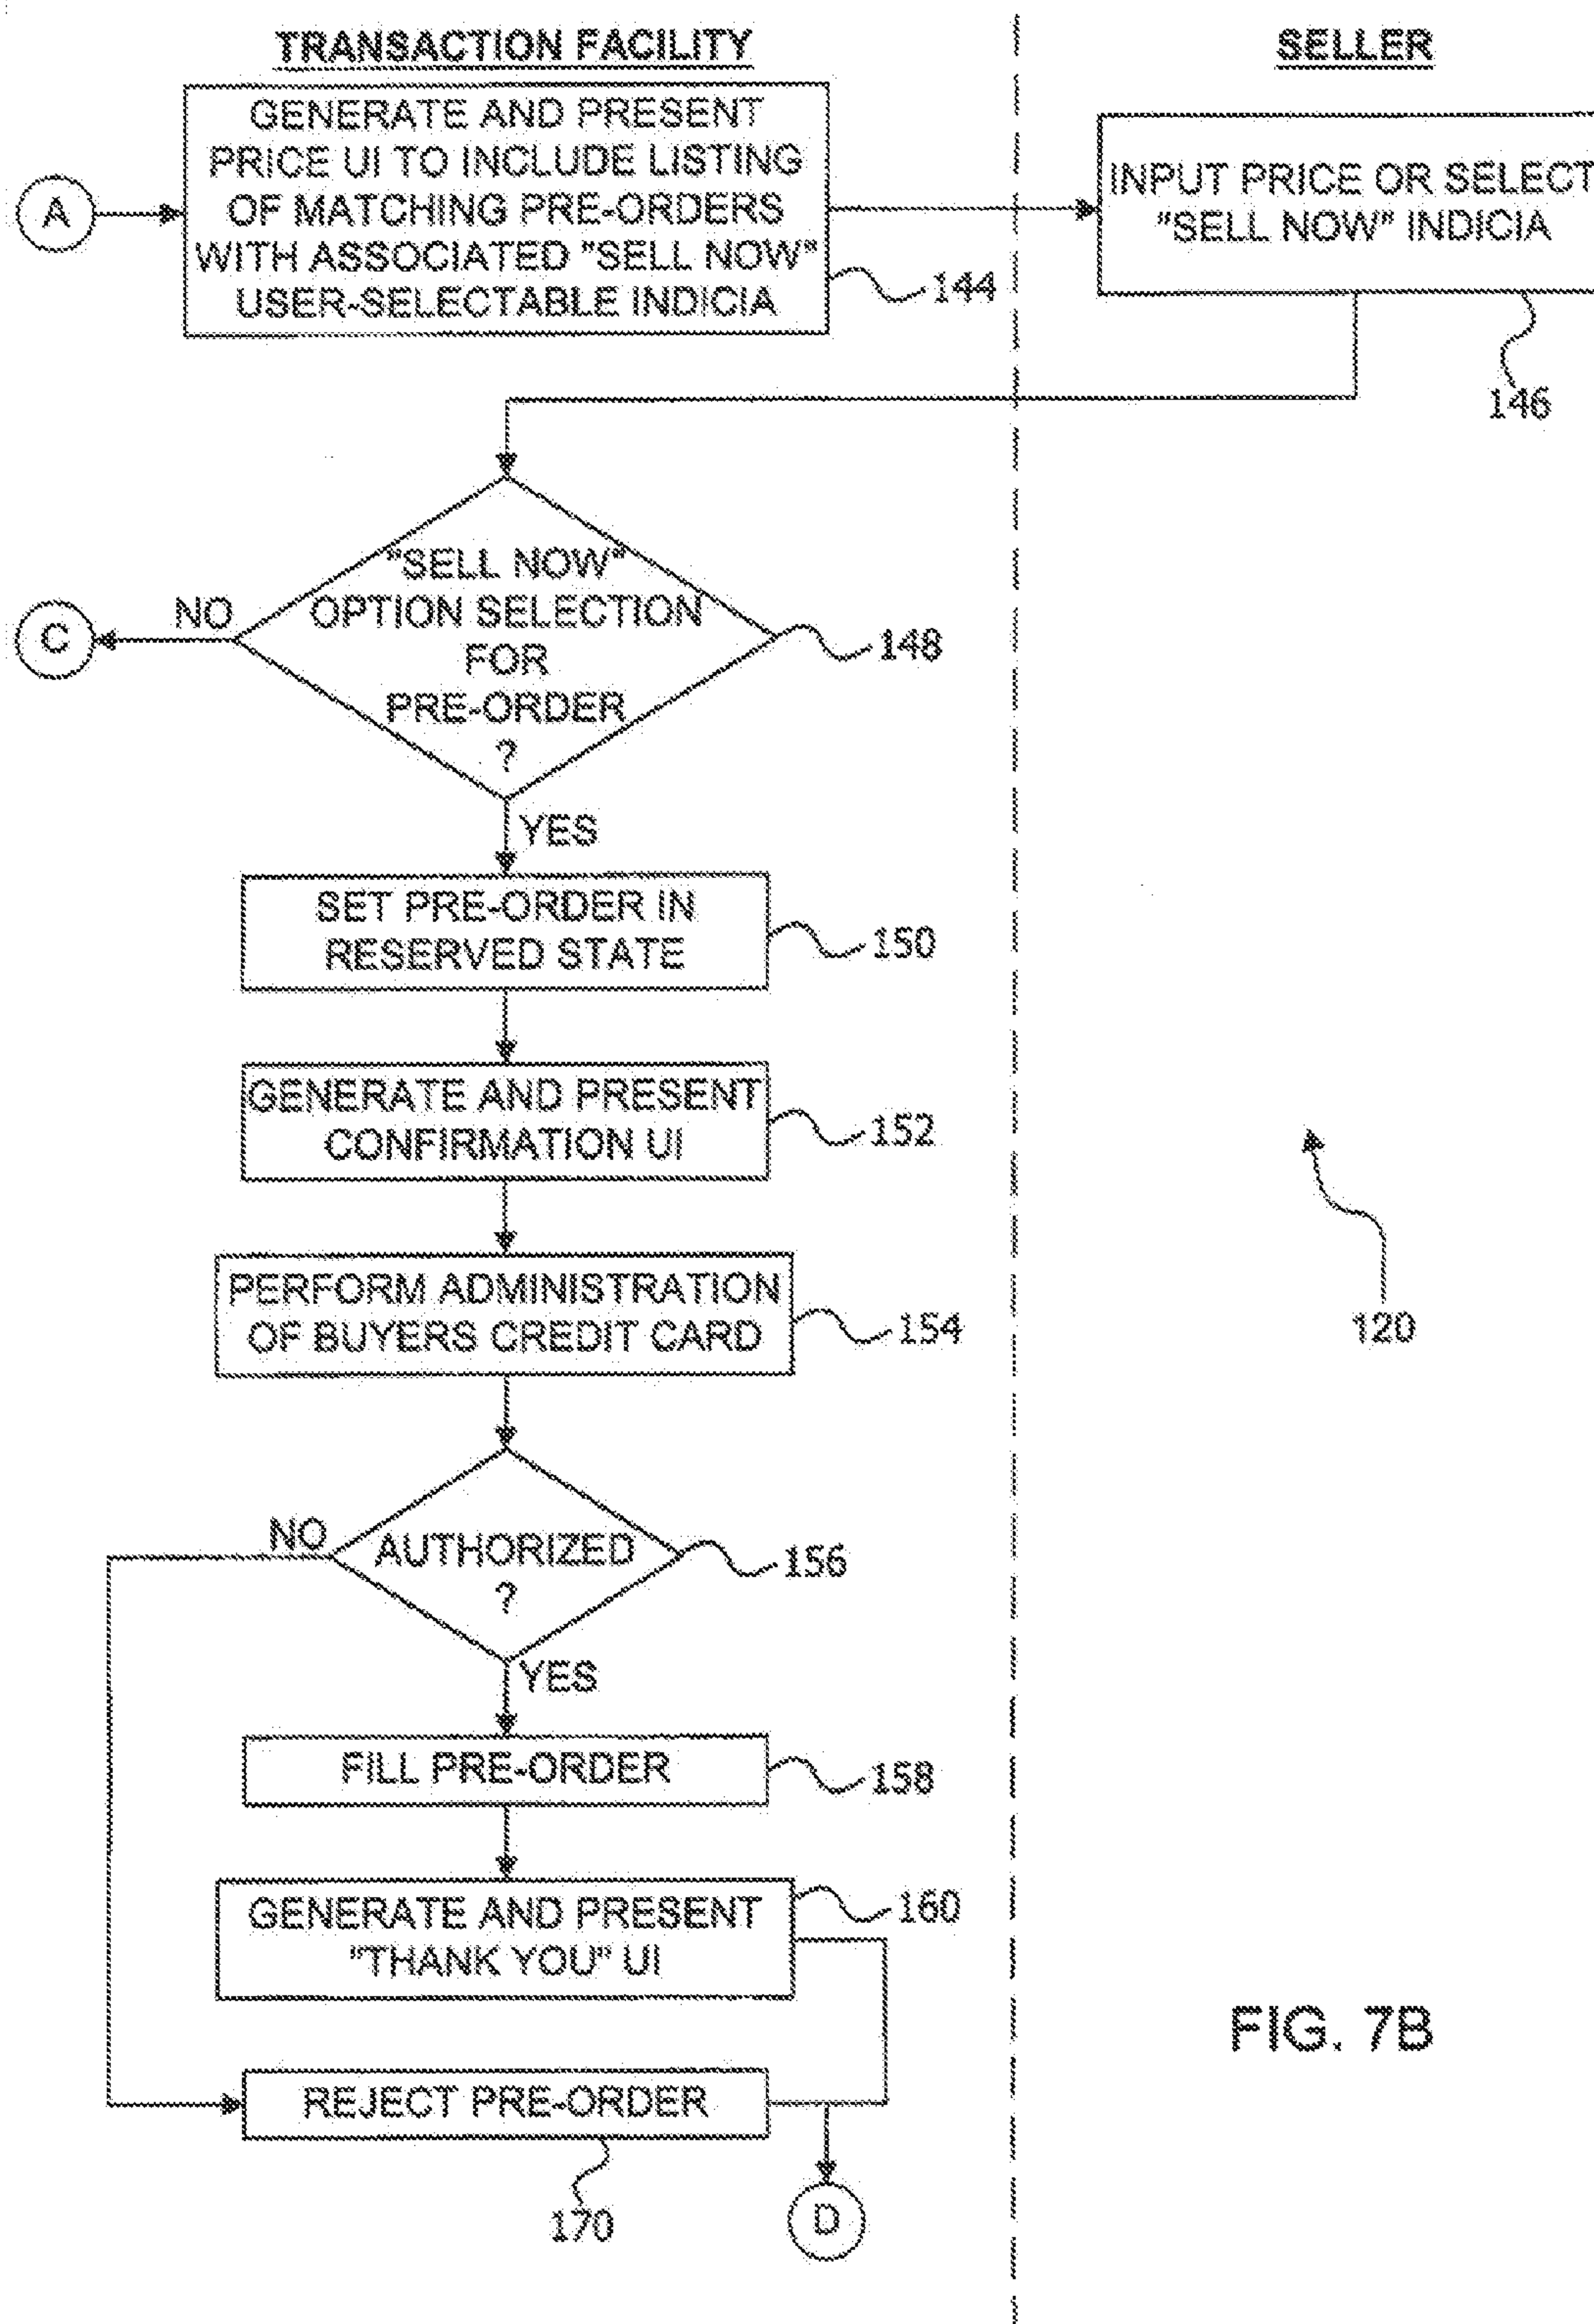 TRANSACTION FACILITY
SELLER
GENERATE AND PRESENT
PRICE UI TO INCLUDE LISTING
OF MATCHING PRE-ORDERS
WITH ASSOCIATED "SELL NOW"
USER-SELECTABLE INDICIA
A
144
INPUT PRICE OR SELECT
"SELL NOW" INDICIA
146
"SELL NOW"
OPTION SELECTION
FOR
PRE-ORDER
?
NO
C
148
YES
SET PRE-ORDER IN
RESERVED STATE
150
GENERATE AND PRESENT
CONFIRMATION UI
152
PERFORM ADMINISTRATION
OF BUYERS CREDIT CARD
154
120
NO
AUTHORIZED
?
156
YES
FILL PRE-ORDER
158
GENERATE AND PRESENT
"THANK YOU" UI
160
REJECT PRE-ORDER
170
D
FIG. 7B